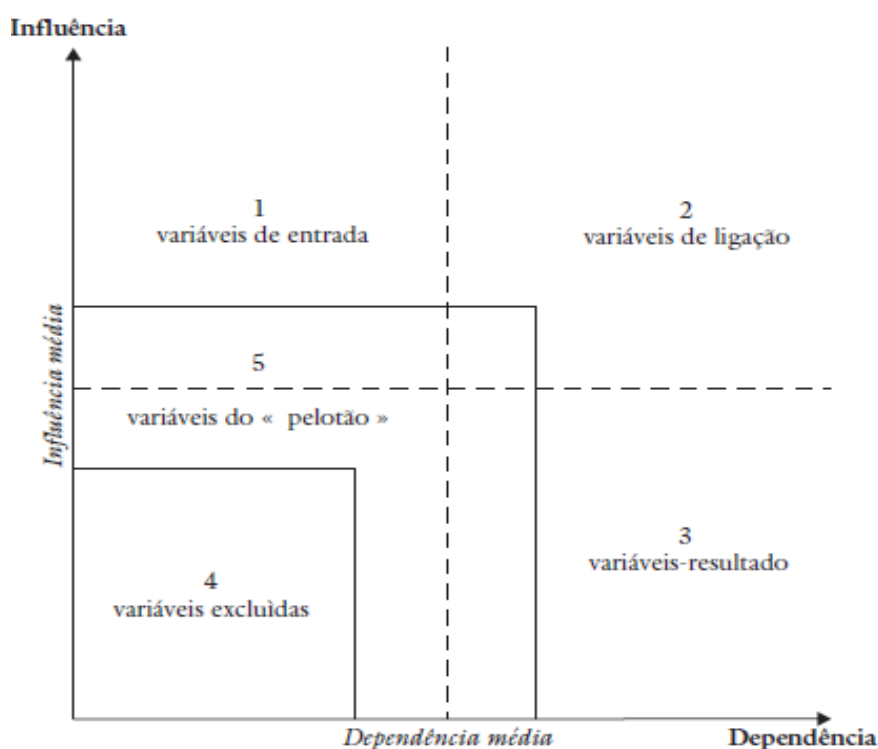 Influência
1
variáveis de entrada
2
variáveis de ligação
Influência média
5
variáveis do « pelotão »
3
variáveis-resultado
4
variáveis excluìdas
Dependência média
Dependência